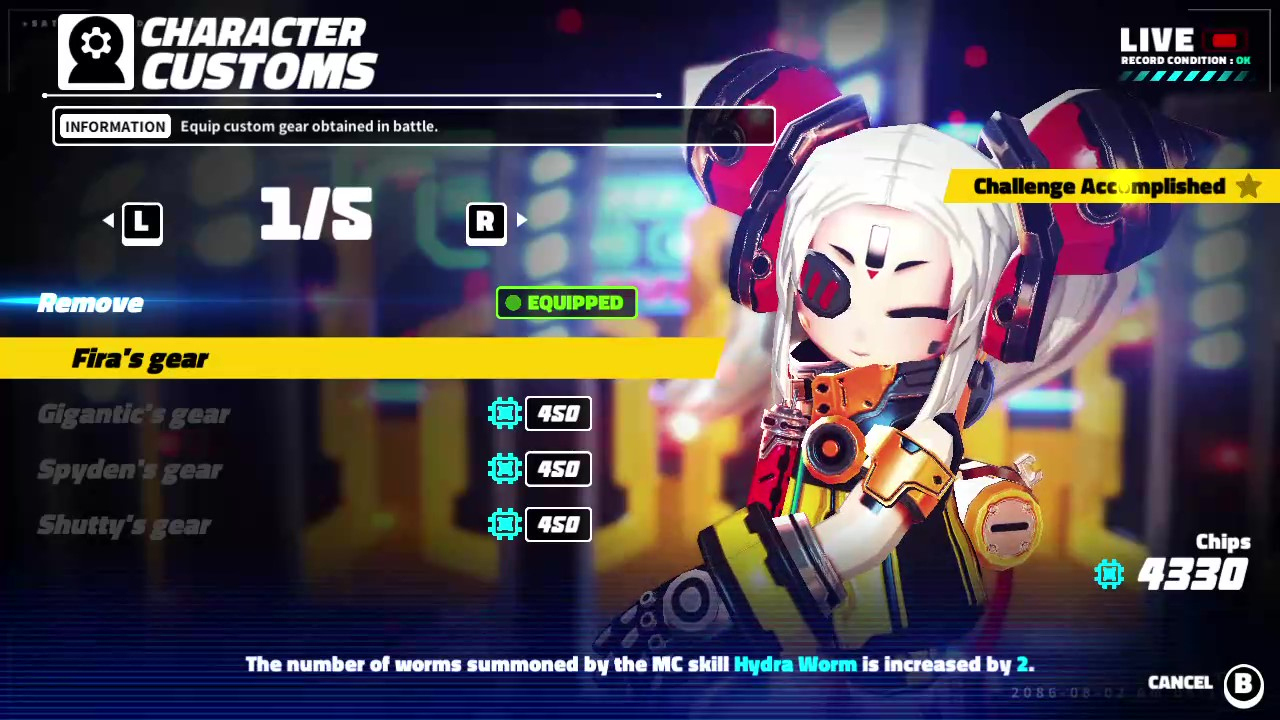 CHARACTER
CUSTOMS
LIVE
RECORD CONDITION : OK
INFORMATION Equip custom gear obtained in battle.
Challenge Accomplished
L 1/5 R
Remove EQUIPPED
Fira's gear
Gigantic's gear 450
Spyden's gear 450
Shutty's gear 450
Chips
4330
The number of worms summoned by the MC skill Hydra Worm is increased by 2.
CANCEL B